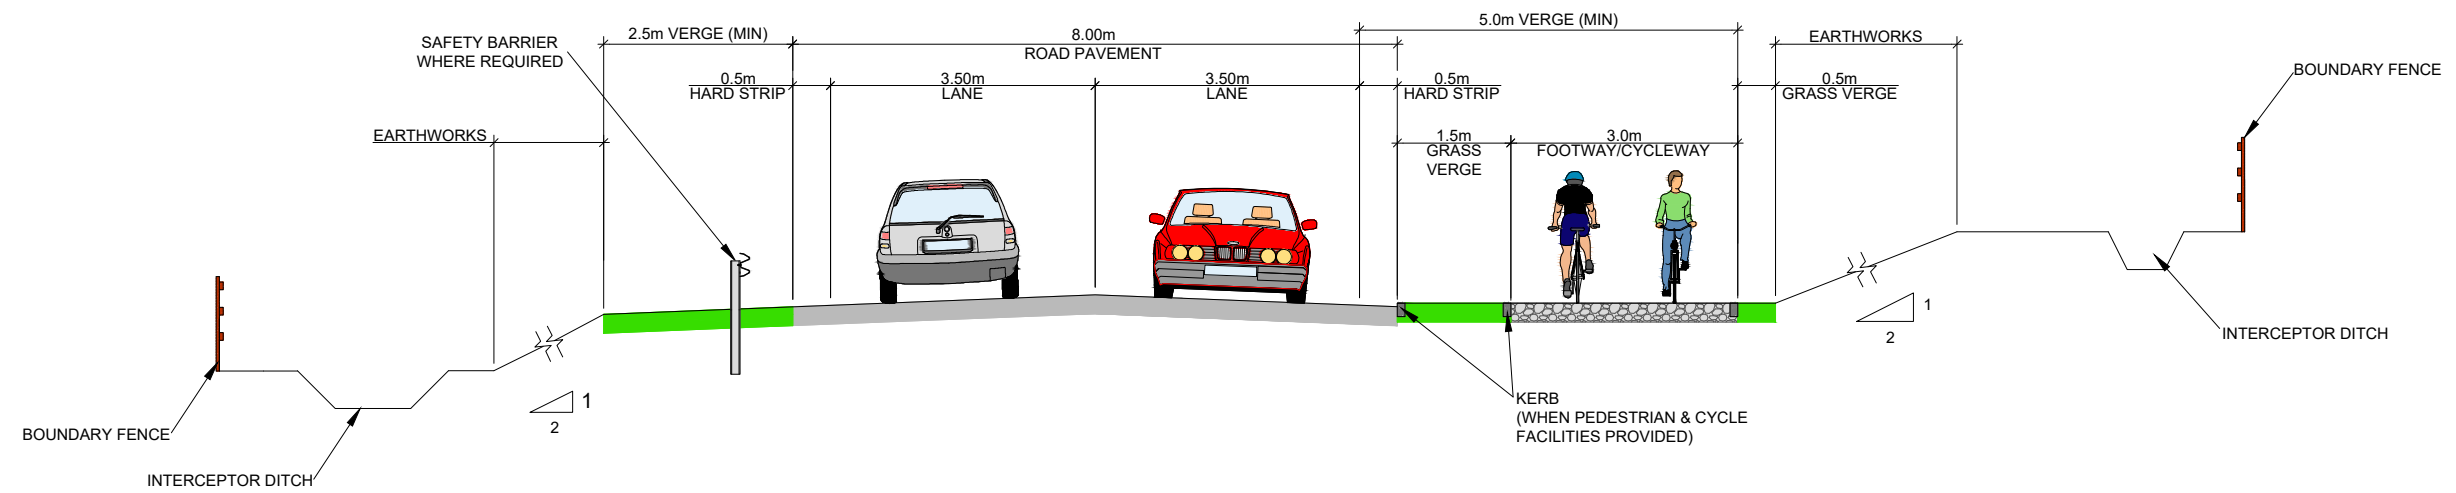 5.0m VERGE (MIN)
2.5m VERGE (MIN)
8.00m
ROAD PAVEMENT
EARTHWORKS
SAFETY BARRIER
WHERE REQUIRED
BOUNDARY FENCE
0.5m
HARD STRIP
3.50m
LANE
3.50m
LANE
0.5m
HARD STRIP
0.5m
GRASS VERGE
EARTHWORKS
1.5m
GRASS
VERGE
3.0m
FOOTWAY/CYCLEWAY
1
2
INTERCEPTOR DITCH
1
2
KERB
(WHEN PEDESTRIAN & CYCLE
FACILITIES PROVIDED)
BOUNDARY FENCE
INTERCEPTOR DITCH